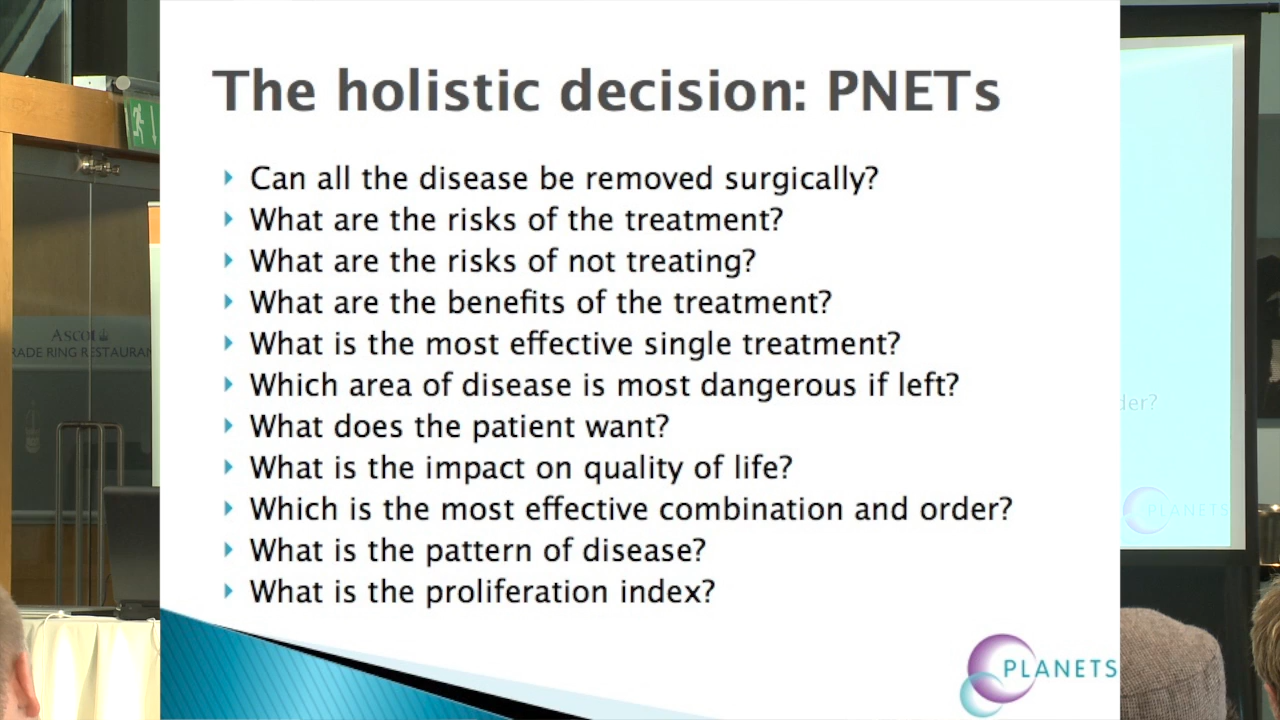 The holistic decision: PNETs
Can all the disease be removed surgically?
What are the risks of the treatment?
What are the risks of not treating?
What are the benefits of the treatment?
What is the most effective single treatment?
Which area of disease is most dangerous if left?
What does the patient want?
What is the impact on quality of life?
Which is the most effective combination and order?
What is the pattern of disease?
What is the proliferation index?
PLANETS
Ascot
RADE RING RESTAURAN
der?
PLANETS